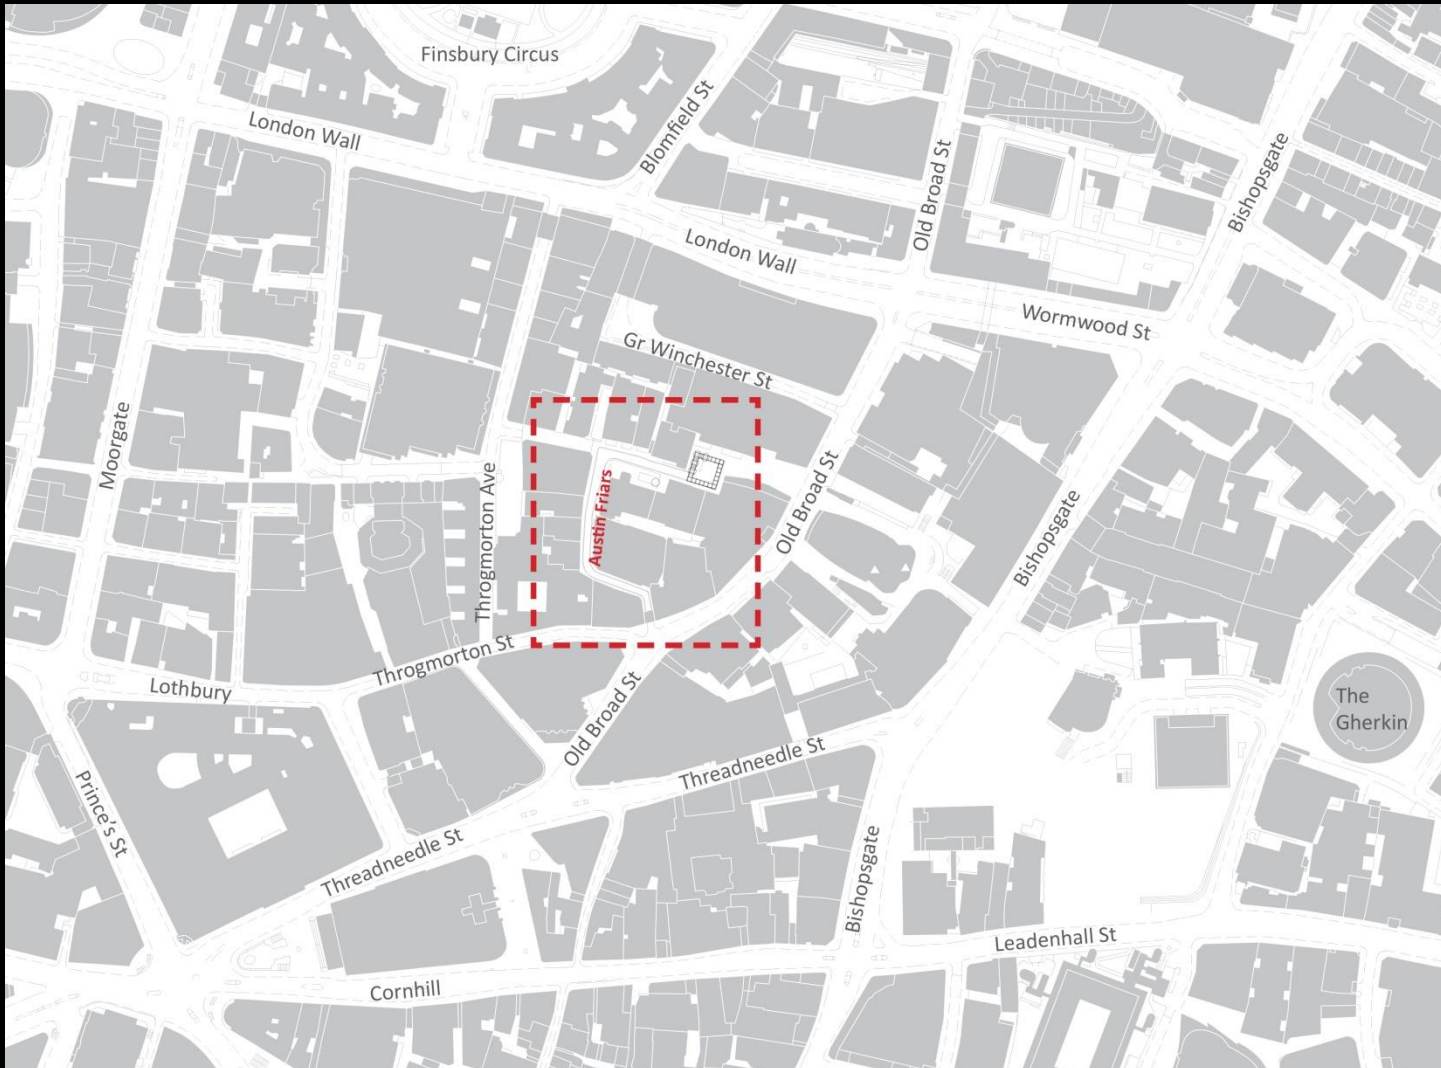 Finsbury Circus
London Wall
Blomfield St
Old Broad St
Bishopsgate
London Wall
Wormwood St
Gr Winchester St
Moorgate
Throgmorton Ave
Austin Friars
Old Broad St
Bishopsgate
Throgmorton St
Lothbury
Old Broad St
The
Gherkin
Threadneedle St
Prince's St
Threadneedle St
Bishopsgate
Leadenhall St
Cornhill